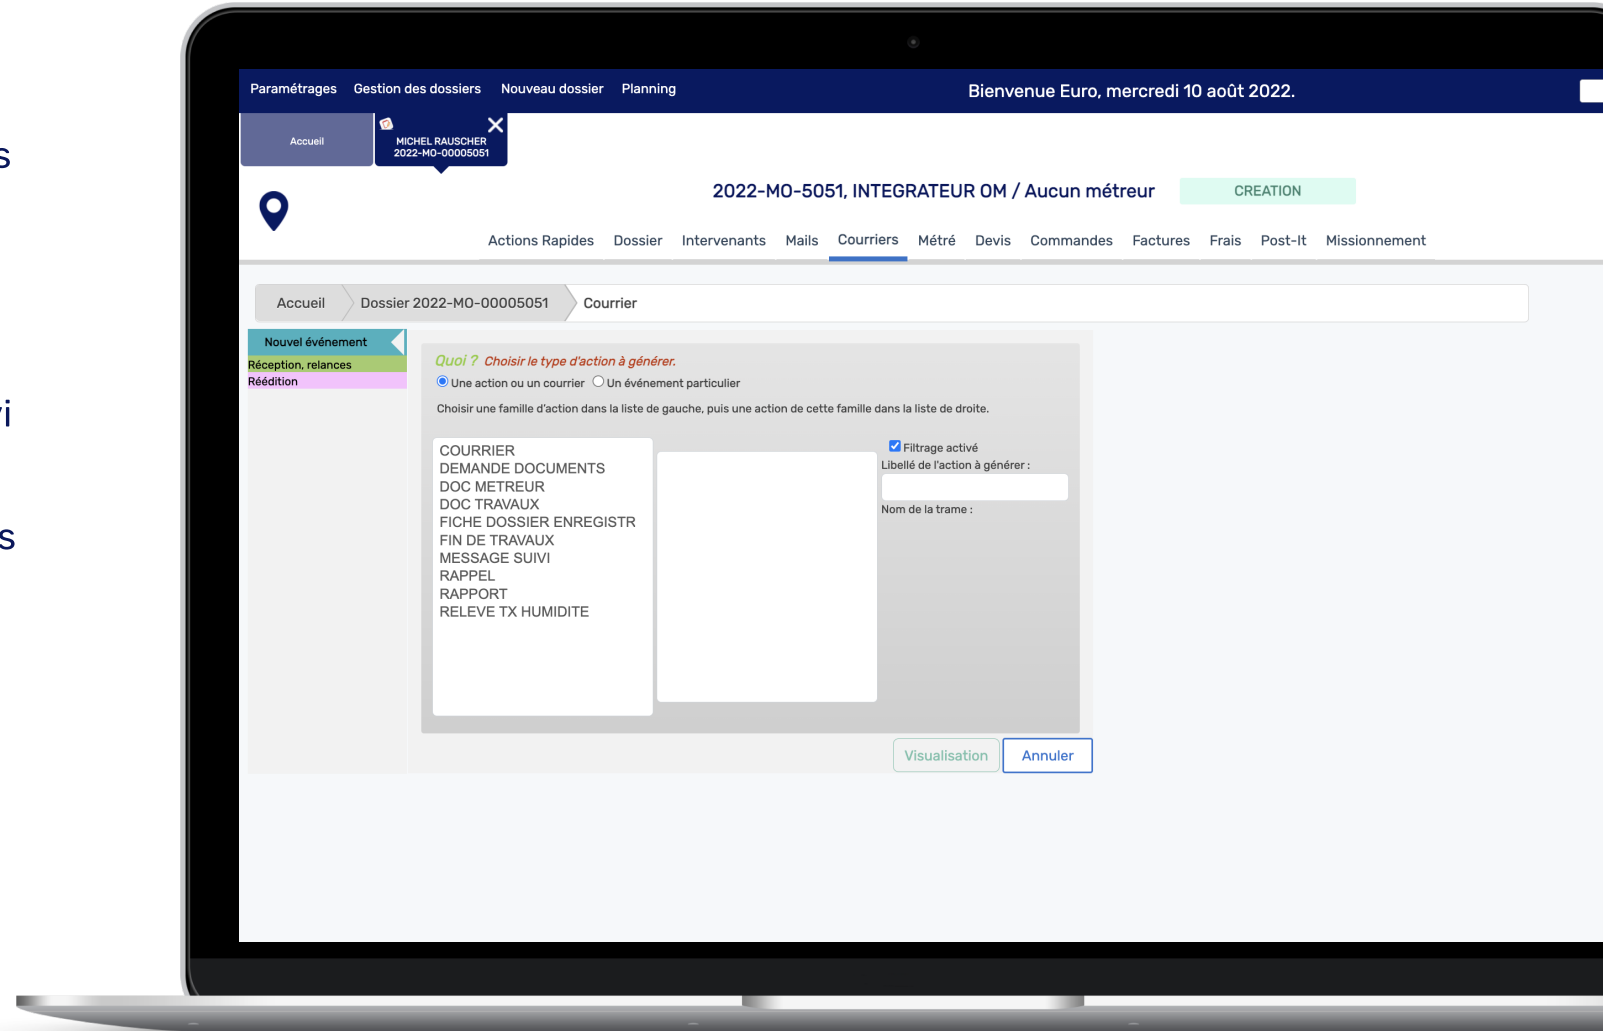 Paramétrages Gestion des dossiers Nouveau dossier Planning Bienvenue Euro, mercredi 10 août 2022.
Accueil
MICHEL RAUSCHER
2022-MO-00005051
2022-MO-5051, INTEGRATEUR OM / Aucun métreur CREATION
Actions Rapides Dossier Intervenants Mails Courriers Métré Devis Commandes Factures Frais Post-It Missionnement
Accueil Dossier 2022-MO-00005051 Courrier
Nouvel événement
Réception, relances
Réédition
Quoi ? Choisir le type d'action à générer.
Une action ou un courrier Un événement particulier
Choisir une famille d'action dans la liste de gauche, puis une action de cette famille dans la liste de droite.
COURRIER
DEMANDE DOCUMENTS
DOC METREUR
DOC TRAVAUX
FICHE DOSSIER ENREGISTR
FIN DE TRAVAUX
MESSAGE SUIVI
RAPPEL
RAPPORT
RELEVE TX HUMIDITE
Filtrage activé
Libellé de l'action à générer :
Nom de la trame :
Visualisation Annuler